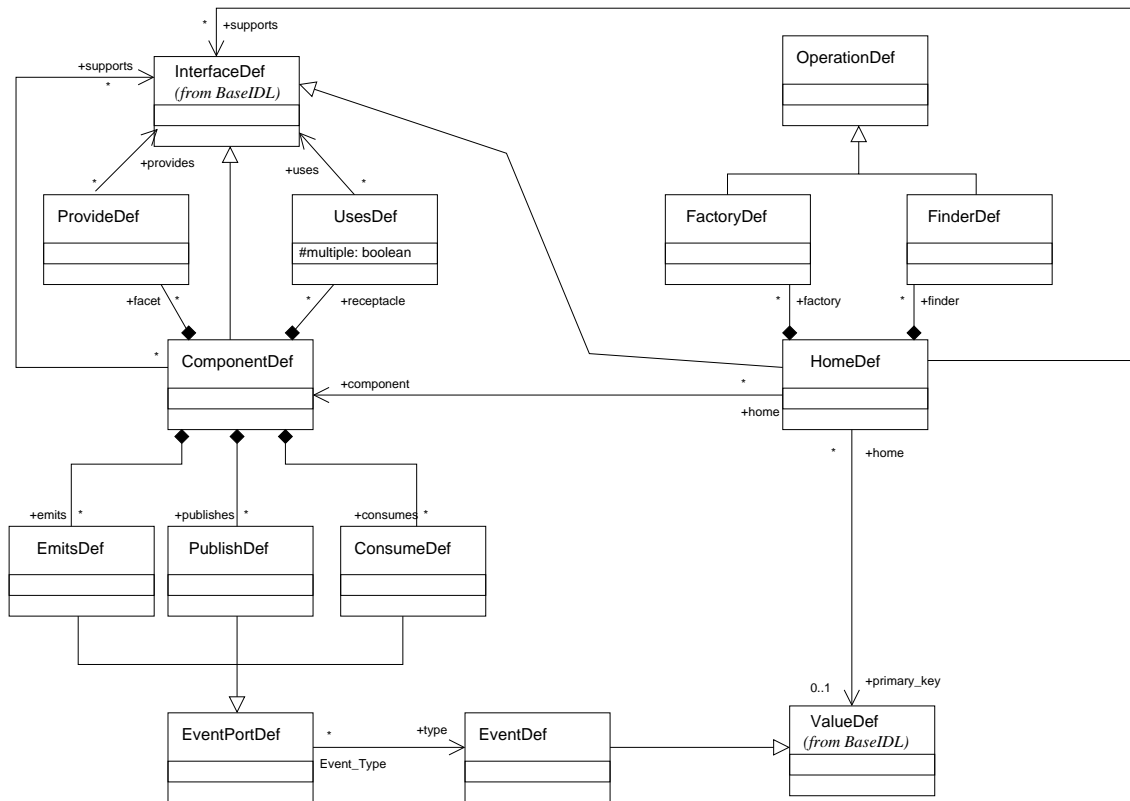 * +supports
+supports
*
InterfaceDef
(from BaseIDL)
OperationDef
+provides
*
+uses
*
ProvideDef
UsesDef
#multiple: boolean
FactoryDef
FinderDef
+facet *
* +receptacle
* +factory
* +finder
*
ComponentDef
HomeDef
+component
*
+home
* +home
+emits *
+publishes *
+consumes *
EmitsDef
PublishDef
ConsumeDef
0..1
+primary_key
EventPortDef
*
Event_Type
+type
EventDef
ValueDef
(from BaseIDL)